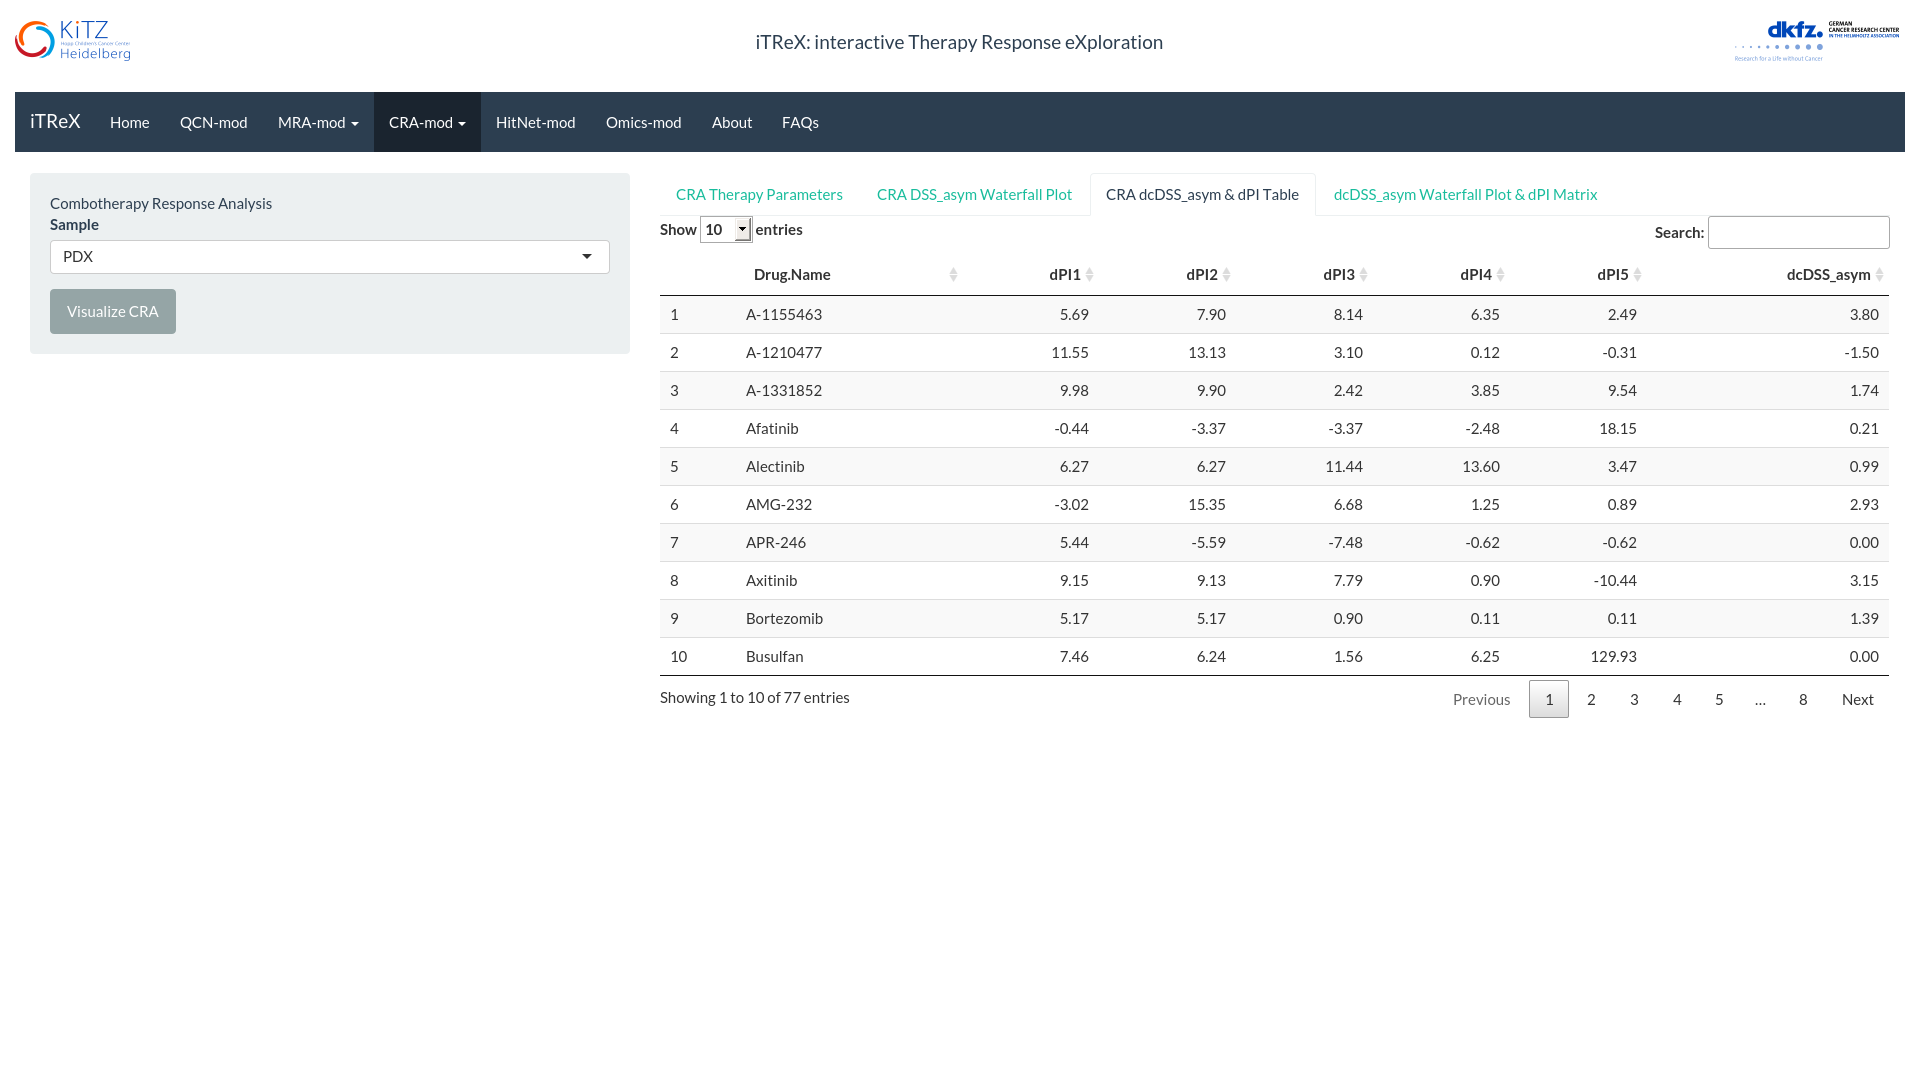 KiTZ
Hopp Children's Cancer Center
Heidelberg
iTReX: interactive Therapy Response eXploration
dkfz.
GERMAN
CANCER RESEARCH CENTER
IN THE HELMHOLTZ ASSOCIATION
Research for a Life without Cancer
iTReX Home QCN-mod MRA-mod CRA-mod HitNet-mod Omics-mod About FAQs
Combotherapy Response Analysis
Sample
PDX
Visualize CRA
CRA Therapy Parameters CRA DSS_asym Waterfall Plot CRA dcDSS_asym & dPI Table dcDSS_asym Waterfall Plot & dPI Matrix
Show 10 entries Search:
Drug.Name dPI1 dPI2 dPI3 dPI4 dPI5 dcDSS_asym
1 A-1155463 5.69 7.90 8.14 6.35 2.49 3.80
2 A-1210477 11.55 13.13 3.10 0.12 -0.31 -1.50
3 A-1331852 9.98 9.90 2.42 3.85 9.54 1.74
4 Afatinib -0.44 -3.37 -3.37 -2.48 18.15 0.21
5 Alectinib 6.27 6.27 11.44 13.60 3.47 0.99
6 AMG-232 -3.02 15.35 6.68 1.25 0.89 2.93
7 APR-246 5.44 -5.59 -7.48 -0.62 -0.62 0.00
8 Axitinib 9.15 9.13 7.79 0.90 -10.44 3.15
9 Bortezomib 5.17 5.17 0.90 0.11 0.11 1.39
10 Busulfan 7.46 6.24 1.56 6.25 129.93 0.00
Showing 1 to 10 of 77 entries Previous 1 2 3 4 5 … 8 Next